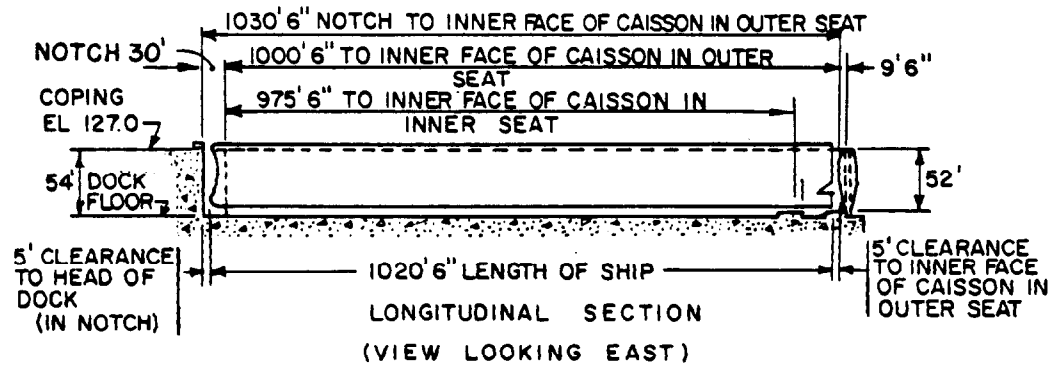 1030'6" NOTCH TO INNER FACE OF CAISSON IN OUTER SEAT
NOTCH 30'
1000'6" TO INNER FACE OF CAISSON IN OUTER
SEAT
9'6"
COPING
EL 127.0
975'6" TO INNER FACE OF CAISSON IN
INNER SEAT
54'
DOCK
FLOOR
52'
5' CLEARANCE
TO HEAD OF
DOCK
(IN NOTCH)
1020'6" LENGTH OF SHIP
5' CLEARANCE
TO INNER FACE
OF CAISSON IN
OUTER SEAT
LONGITUDINAL SECTION
(VIEW LOOKING EAST)